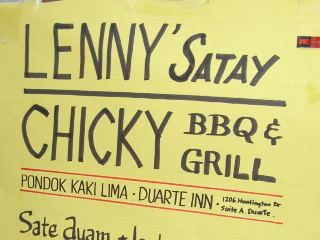 LENNY' SATAY
CHICKY BBQ &
GRILL
PONDOK KAKI LIMA · DUARTE INN · 1206 Huntington Dr
Suite A. Duarte.
Sate Ayam